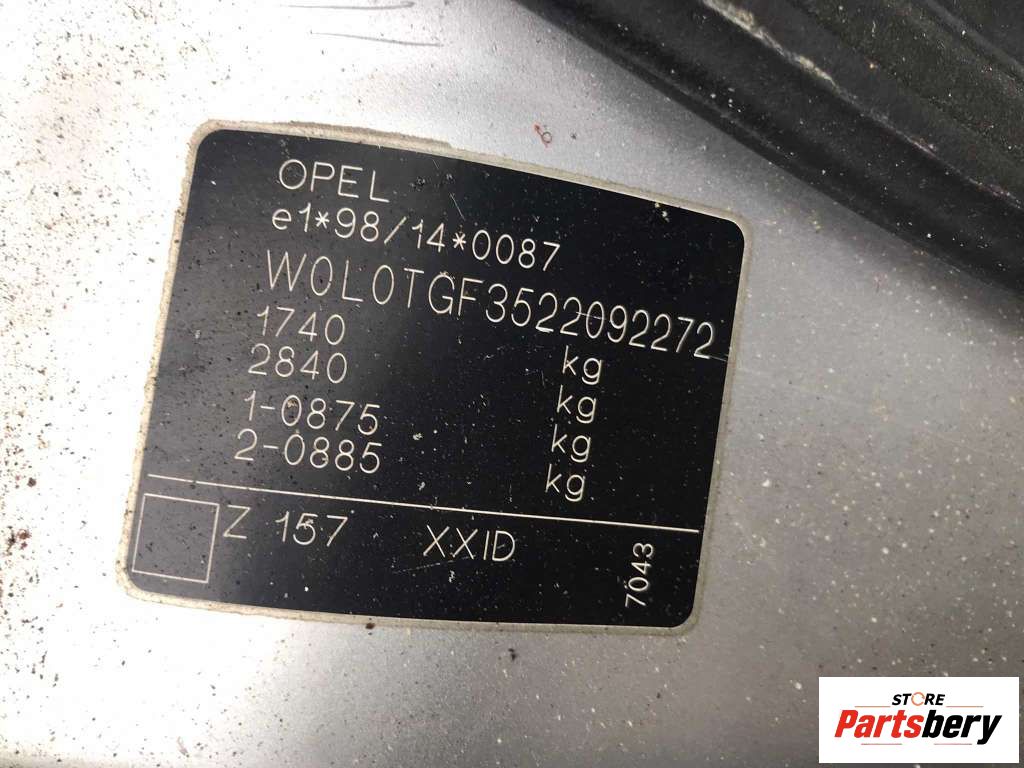 OPEL
e1*98/14*0087
W0L0TGF3522092272
1740 kg
2840 kg
1-0875 kg
2-0885 kg
Z 157 XXID
7043
STORE
Partsbery